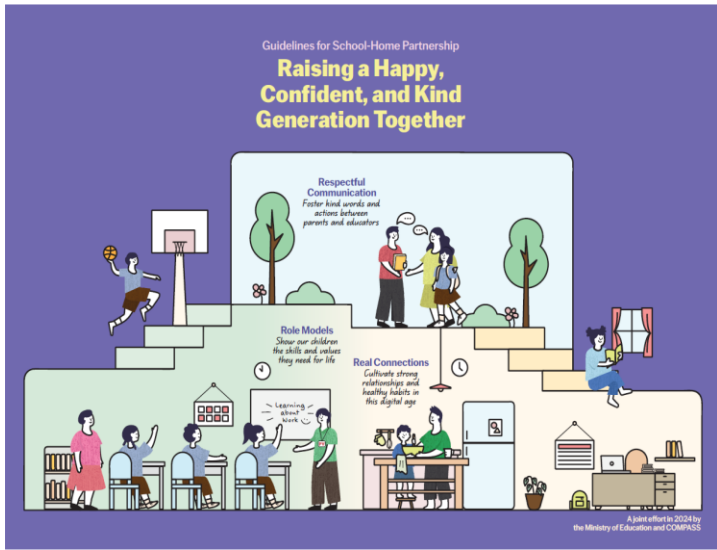 Guidelines for School-Home Partnership
Raising a Happy,
Confident, and Kind
Generation Together
Respectful
Communication
Foster kind words and
actions between
parents and educators
Role Models
Show our children
the skills and values
they need for life
Real Connections
Cultivate strong
relationships and
healthy habits in
this digital age
Learning
about
Work
A joint effort in 2024 by
the Ministry of Education and COMPASS